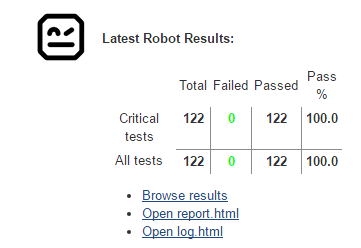 Latest Robot Results:
Total Failed Passed Pass %
Critical tests 122 0 122 100.0
All tests 122 0 122 100.0
Browse results
Open report.html
Open log.html